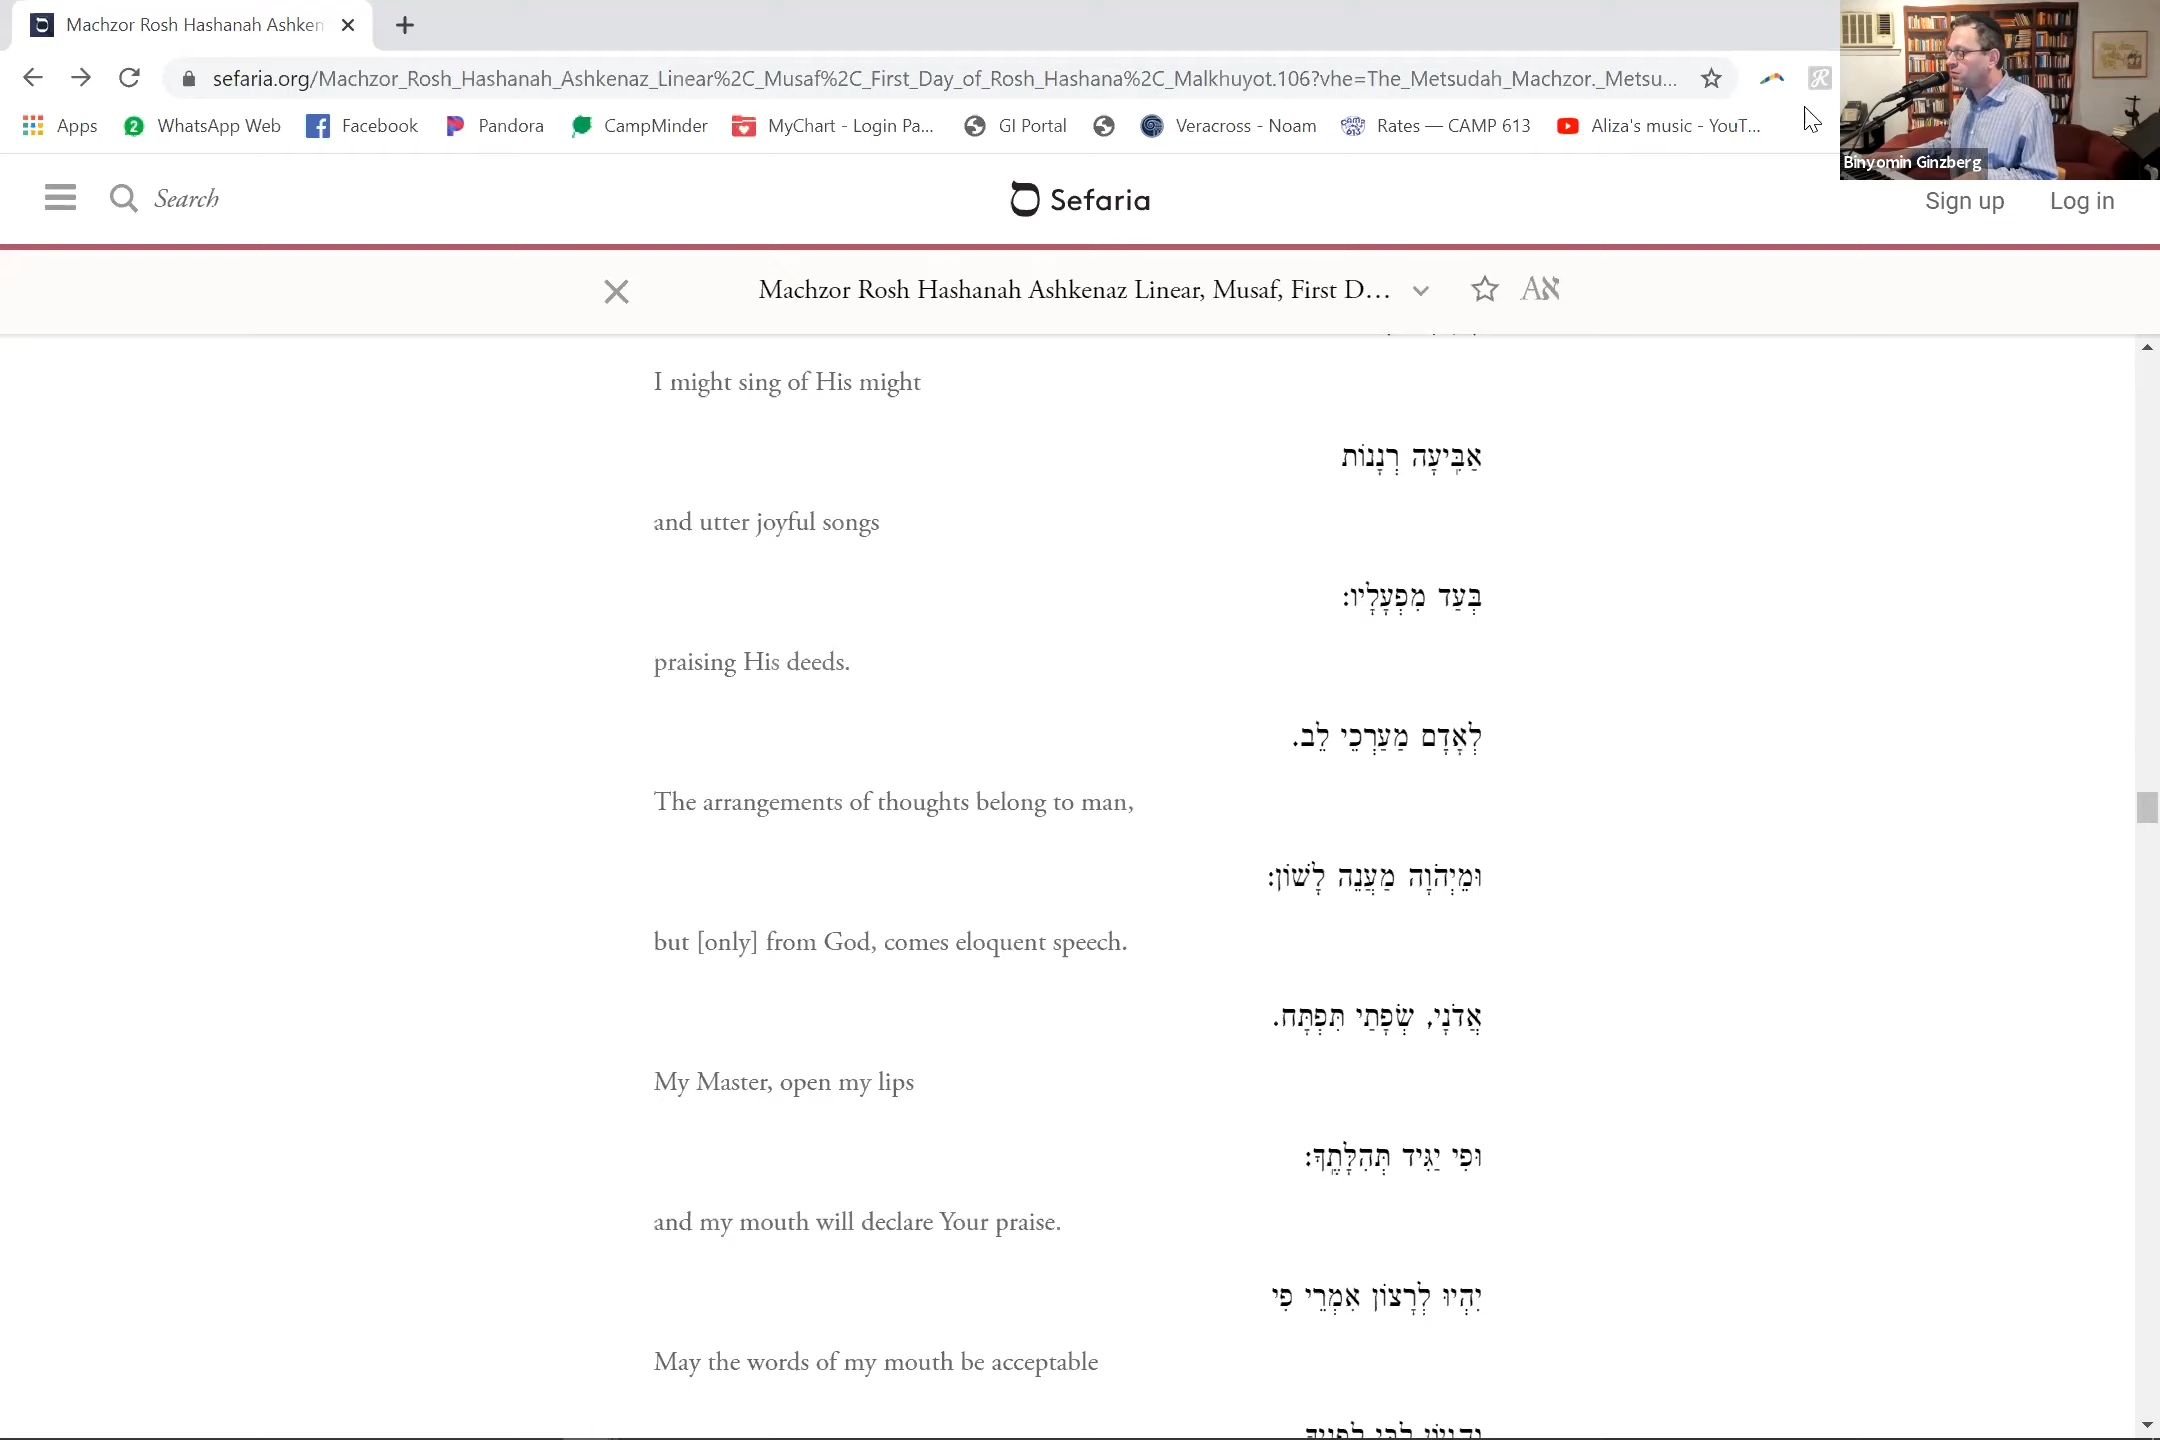 Machzor Rosh Hashanah Ashken
sefaria.org/Machzor_Rosh_Hashanah_Ashkenaz_Linear%2C_Musaf%2C_First_Day_of_Rosh_Hashana%2C_Malkhuyot.106?vhe=The_Metsudah_Machzor._Metsu...
Apps 2 WhatsApp Web Facebook Pandora CampMinder MyChart - Login Pa... GI Portal Veracross - Noam Rates — CAMP 613 Aliza's music - YouT...
Binyomin Ginzberg
Search Sefaria Sign up Log in
Machzor Rosh Hashanah Ashkenaz Linear, Musaf, First D... Aא
I might sing of His might
אַבִּיעָה רְנָנוֹת
and utter joyful songs
בְּעַד מִפְעָלָיו:
praising His deeds.
לְאָדָם מַעַרְכֵי לֵב.
The arrangements of thoughts belong to man,
וּמֵיְהֹוָה מַעֲנֵה לָשׁוֹן:
but [only] from God, comes eloquent speech.
אֲדֹנָי, שְׂפָתַי תִּפְתָּח.
My Master, open my lips
וּפִי יַגִּיד תְּהִלָּתֶךָ:
and my mouth will declare Your praise.
יִהְיוּ לְרָצוֹן אִמְרֵי פִי
May the words of my mouth be acceptable